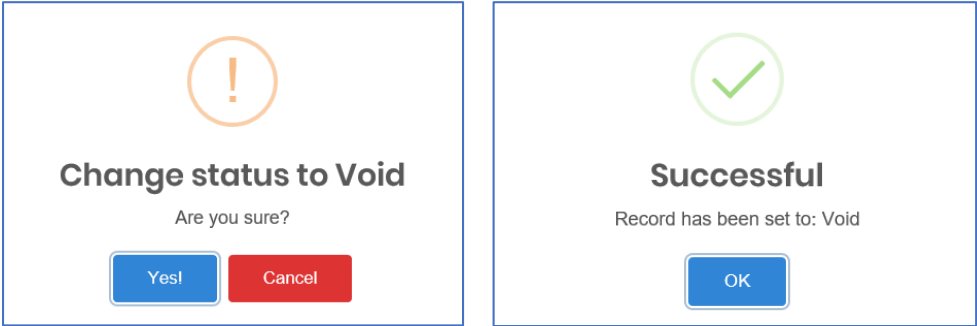 Change status to Void
Are you sure?
Yes!
Cancel
Successful
Record has been set to: Void
OK